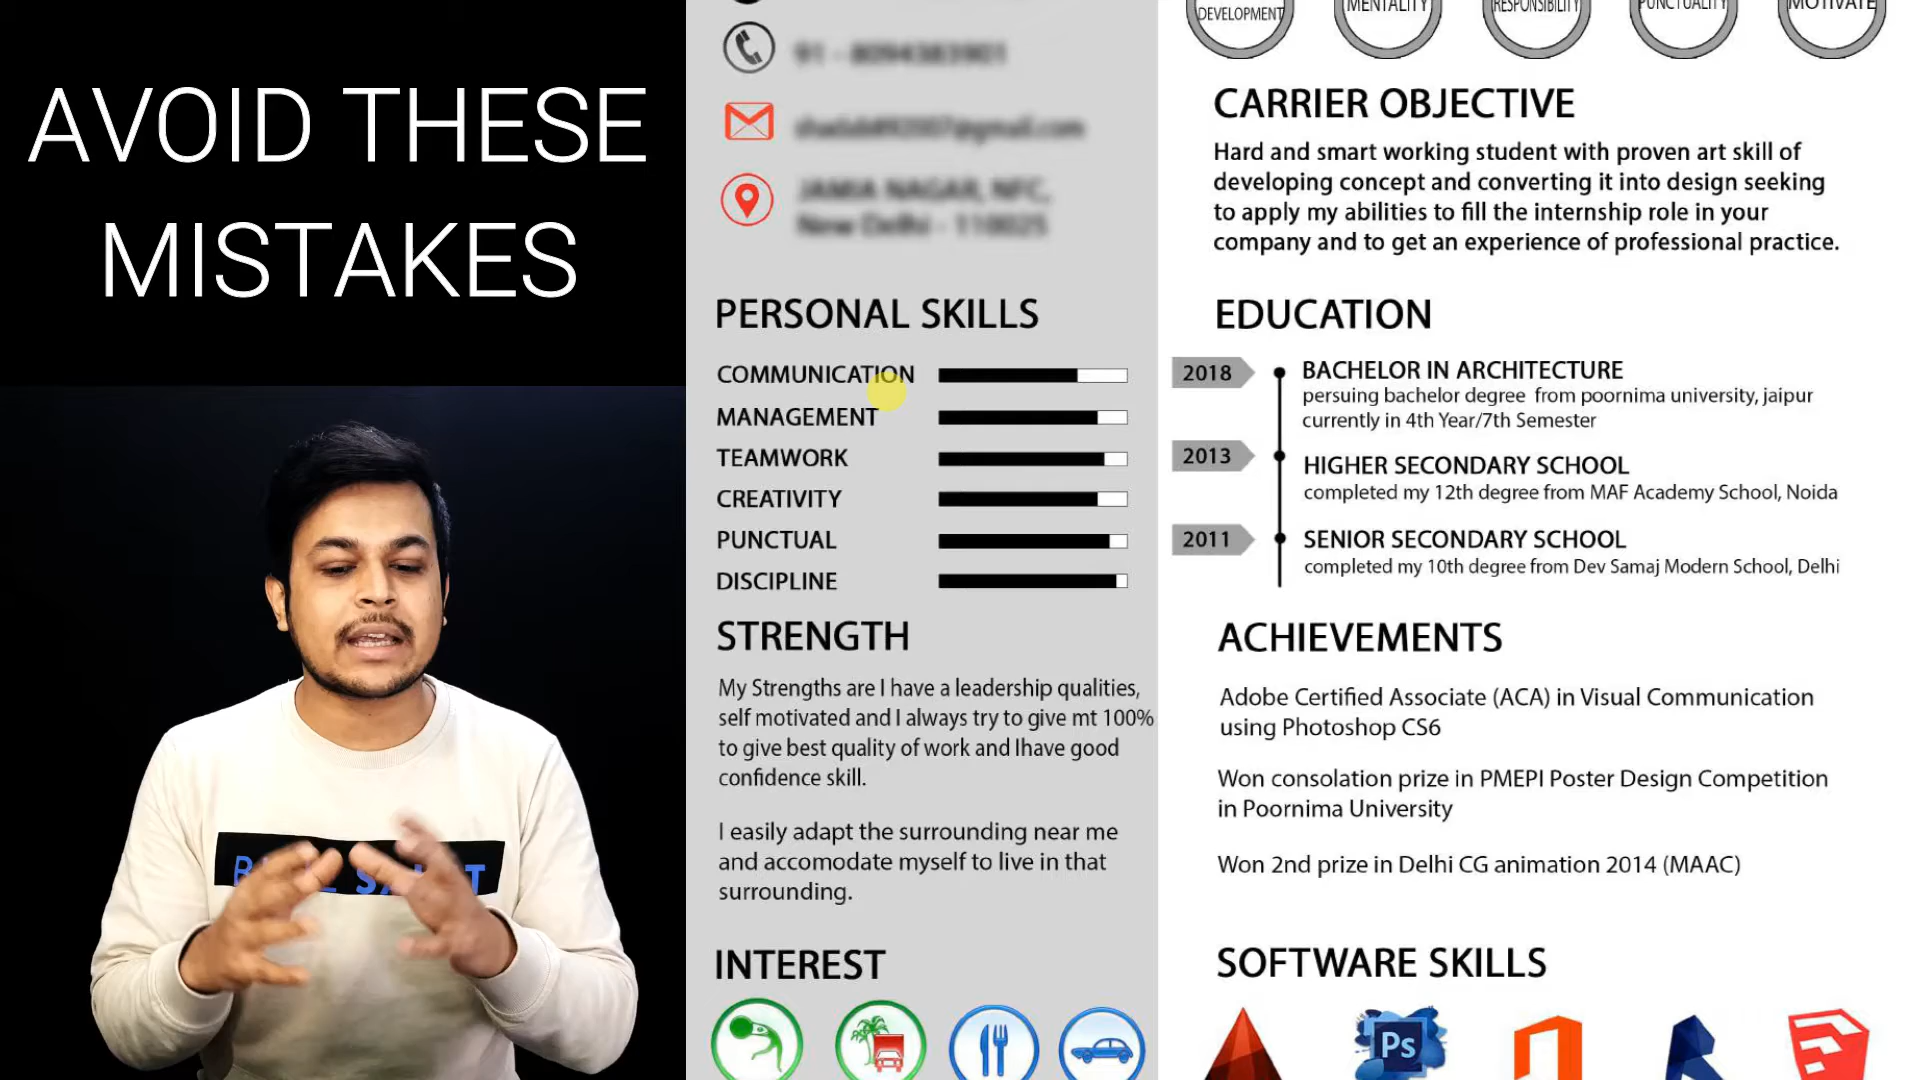 AVOID THESE
MISTAKES
PERSONAL SKILLS
COMMUNICATION
MANAGEMENT
TEAMWORK
CREATIVITY
PUNCTUAL
DISCIPLINE
STRENGTH
My Strengths are I have a leadership qualities,
self motivated and I always try to give mt 100%
to give best quality of work and Ihave good
confidence skill.
I easily adapt the surrounding near me
and accomodate myself to live in that
surrounding.
INTEREST
DEVELOPMENT
MENTALITY
RESPONSIBILITY
PUNCTUALITY
MOTIVATE
CARRIER OBJECTIVE
Hard and smart working student with proven art skill of
developing concept and converting it into design seeking
to apply my abilities to fill the internship role in your
company and to get an experience of professional practice.
EDUCATION
2018
BACHELOR IN ARCHITECTURE
persuing bachelor degree from poornima university, jaipur
currently in 4th Year/7th Semester
2013
HIGHER SECONDARY SCHOOL
completed my 12th degree from MAF Academy School, Noida
2011
SENIOR SECONDARY SCHOOL
completed my 10th degree from Dev Samaj Modern School, Delhi
ACHIEVEMENTS
Adobe Certified Associate (ACA) in Visual Communication
using Photoshop CS6
Won consolation prize in PMEPI Poster Design Competition
in Poornima University
Won 2nd prize in Delhi CG animation 2014 (MAAC)
SOFTWARE SKILLS
Ps